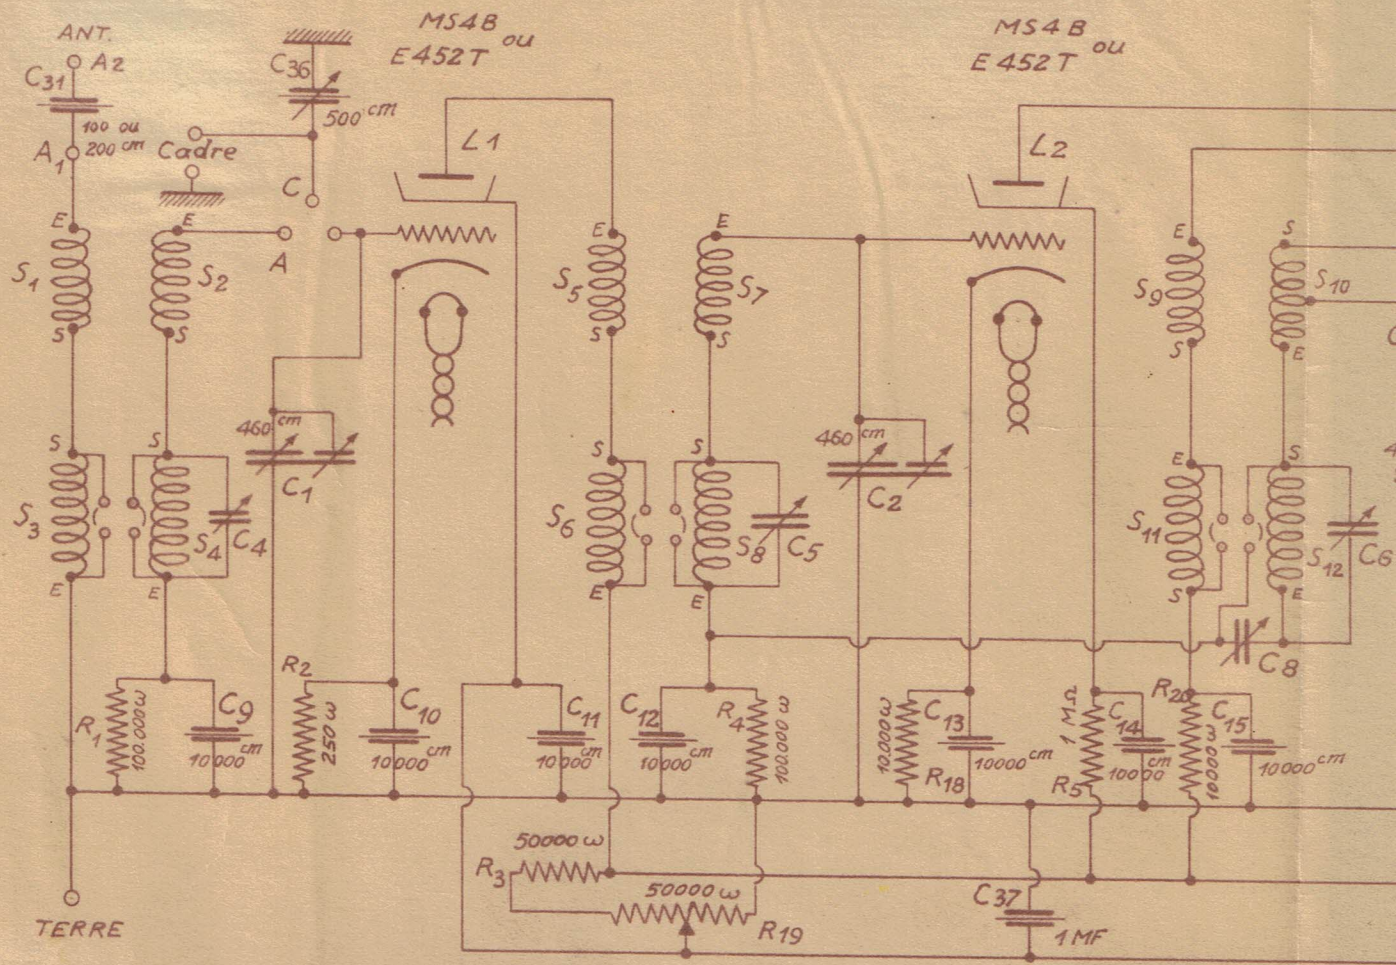 ANT.
A2
C31
100 ou
200 cm
A1
Cadre
C36
500 cm
C
A
MS4B ou
E452T
L1
MS4B ou
E452T
L2
E
S1
S
E
S2
S
S
S3
E
S
S4
E
C4
460 cm
C1
E
S5
S
E
S7
S
S
S6
E
S
S8
E
C5
460 cm
C2
E
S9
S
S
S10
E
E
S11
S
S
S12
E
C6
C8
R1
100.000 ω
C9
10000 cm
R2
250 ω
C10
10000 cm
C11
10000 cm
C12
10000 cm
R4
100.000 ω
10.000 ω
R18
C13
10000 cm
1 MΩ
R5
C14
10000
R20
10000 ω
C15
10000 cm
50000 ω
R3
50000 ω
R19
C37
1 MF
TERRE